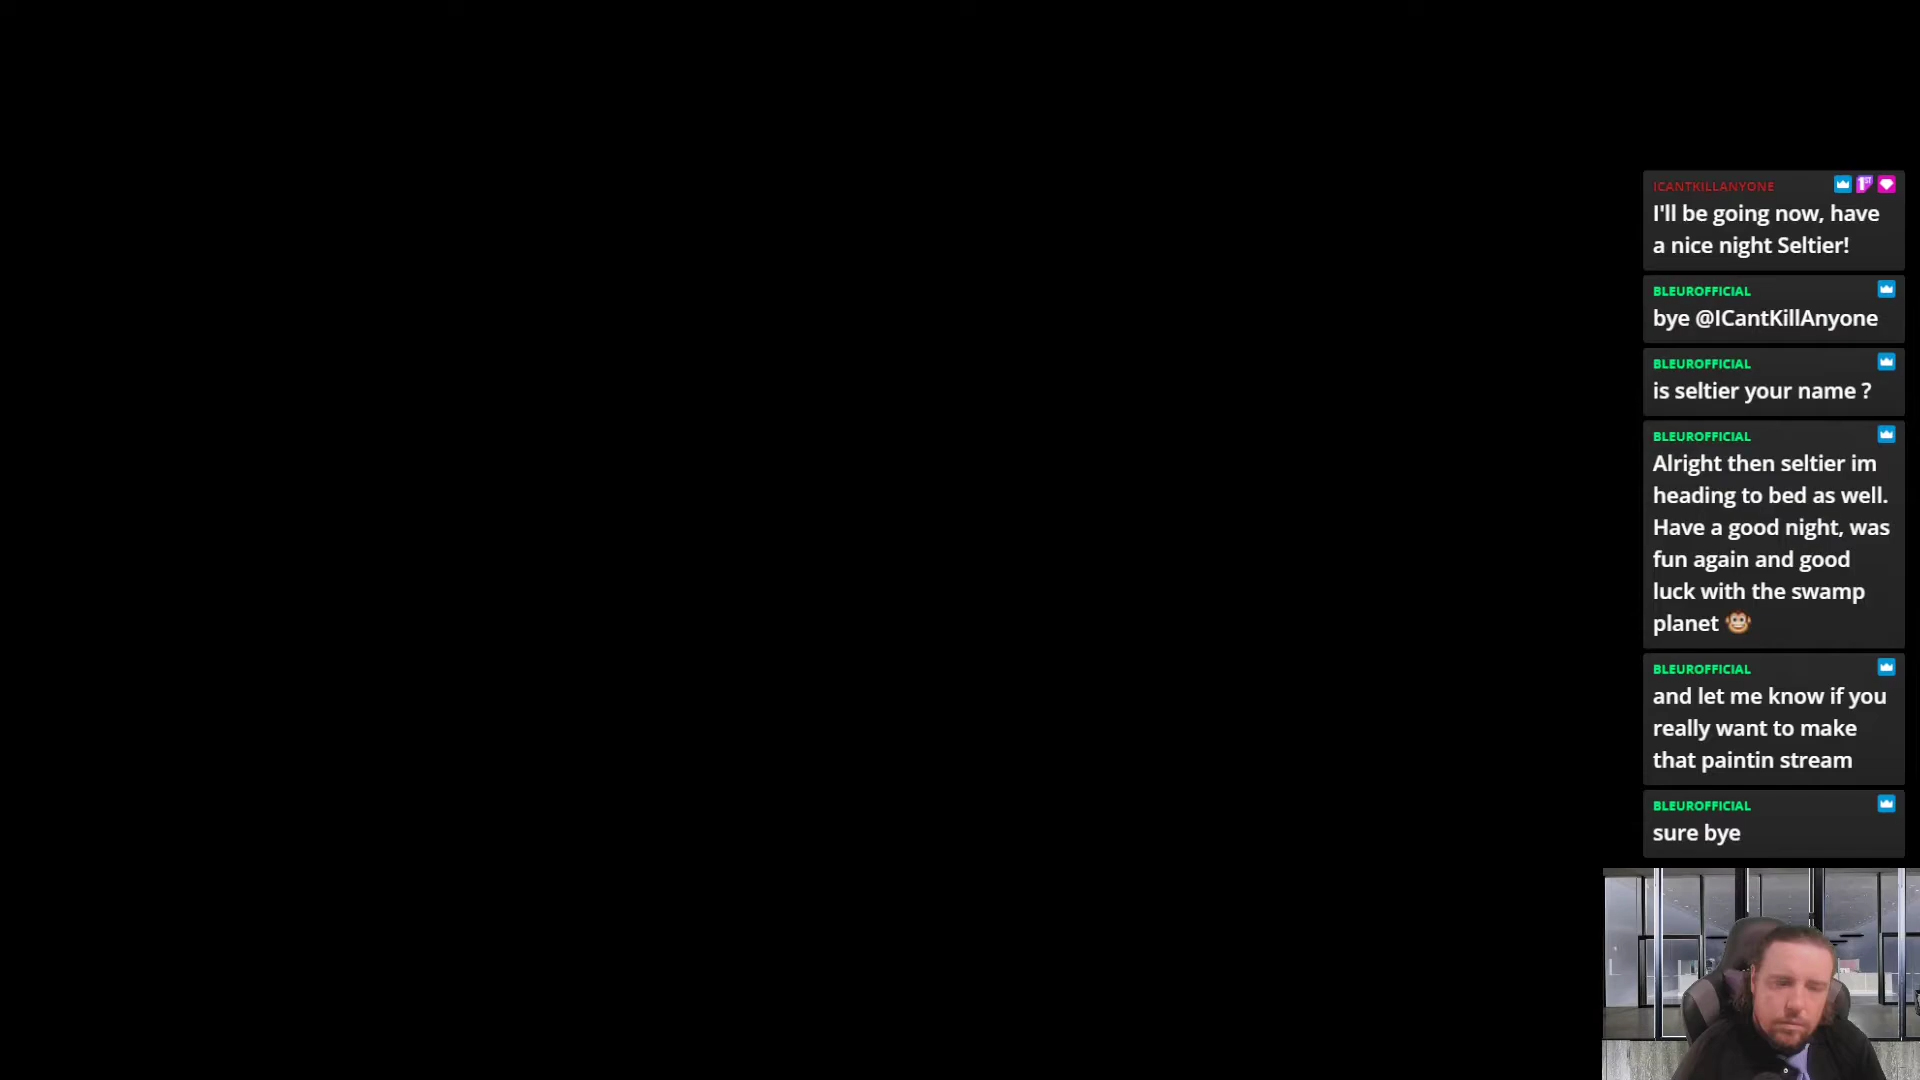 ICANTKILLANYONE
I'll be going now, have
a nice night Seltier!
BLEUROFFICIAL
bye @ICantKillAnyone
BLEUROFFICIAL
is seltier your name ?
BLEUROFFICIAL
Alright then seltier im
heading to bed as well.
Have a good night, was
fun again and good
luck with the swamp
planet 🐵
BLEUROFFICIAL
and let me know if you
really want to make
that paintin stream
BLEUROFFICIAL
sure bye